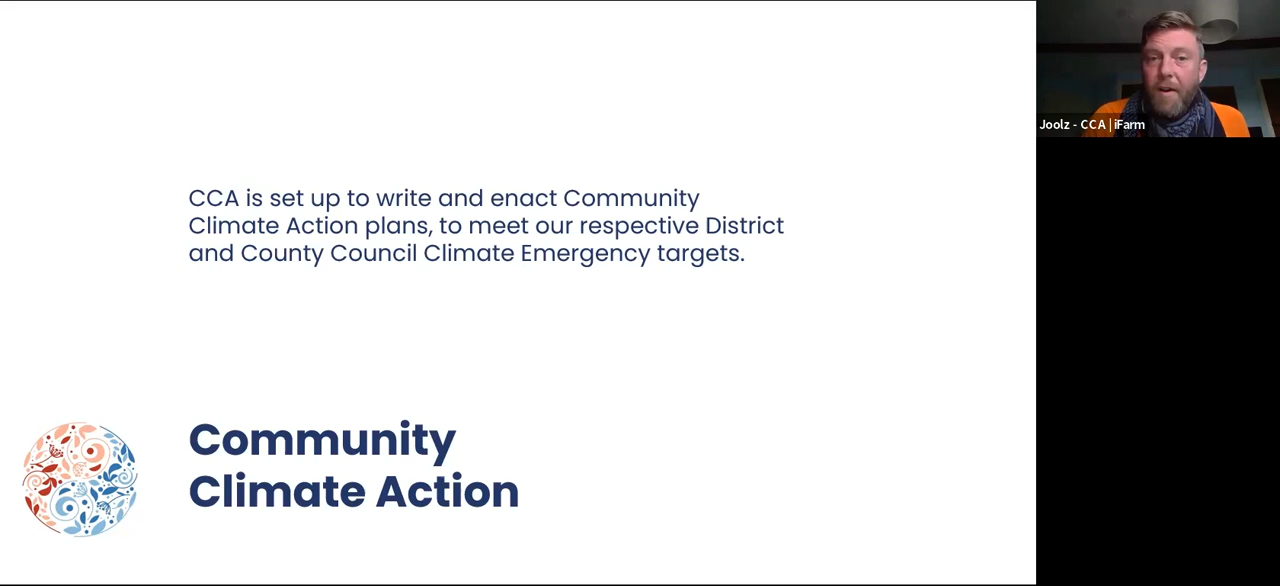 CCA is set up to write and enact Community
Climate Action plans, to meet our respective District
and County Council Climate Emergency targets.
Community
Climate Action
Joolz - CCA | iFarm